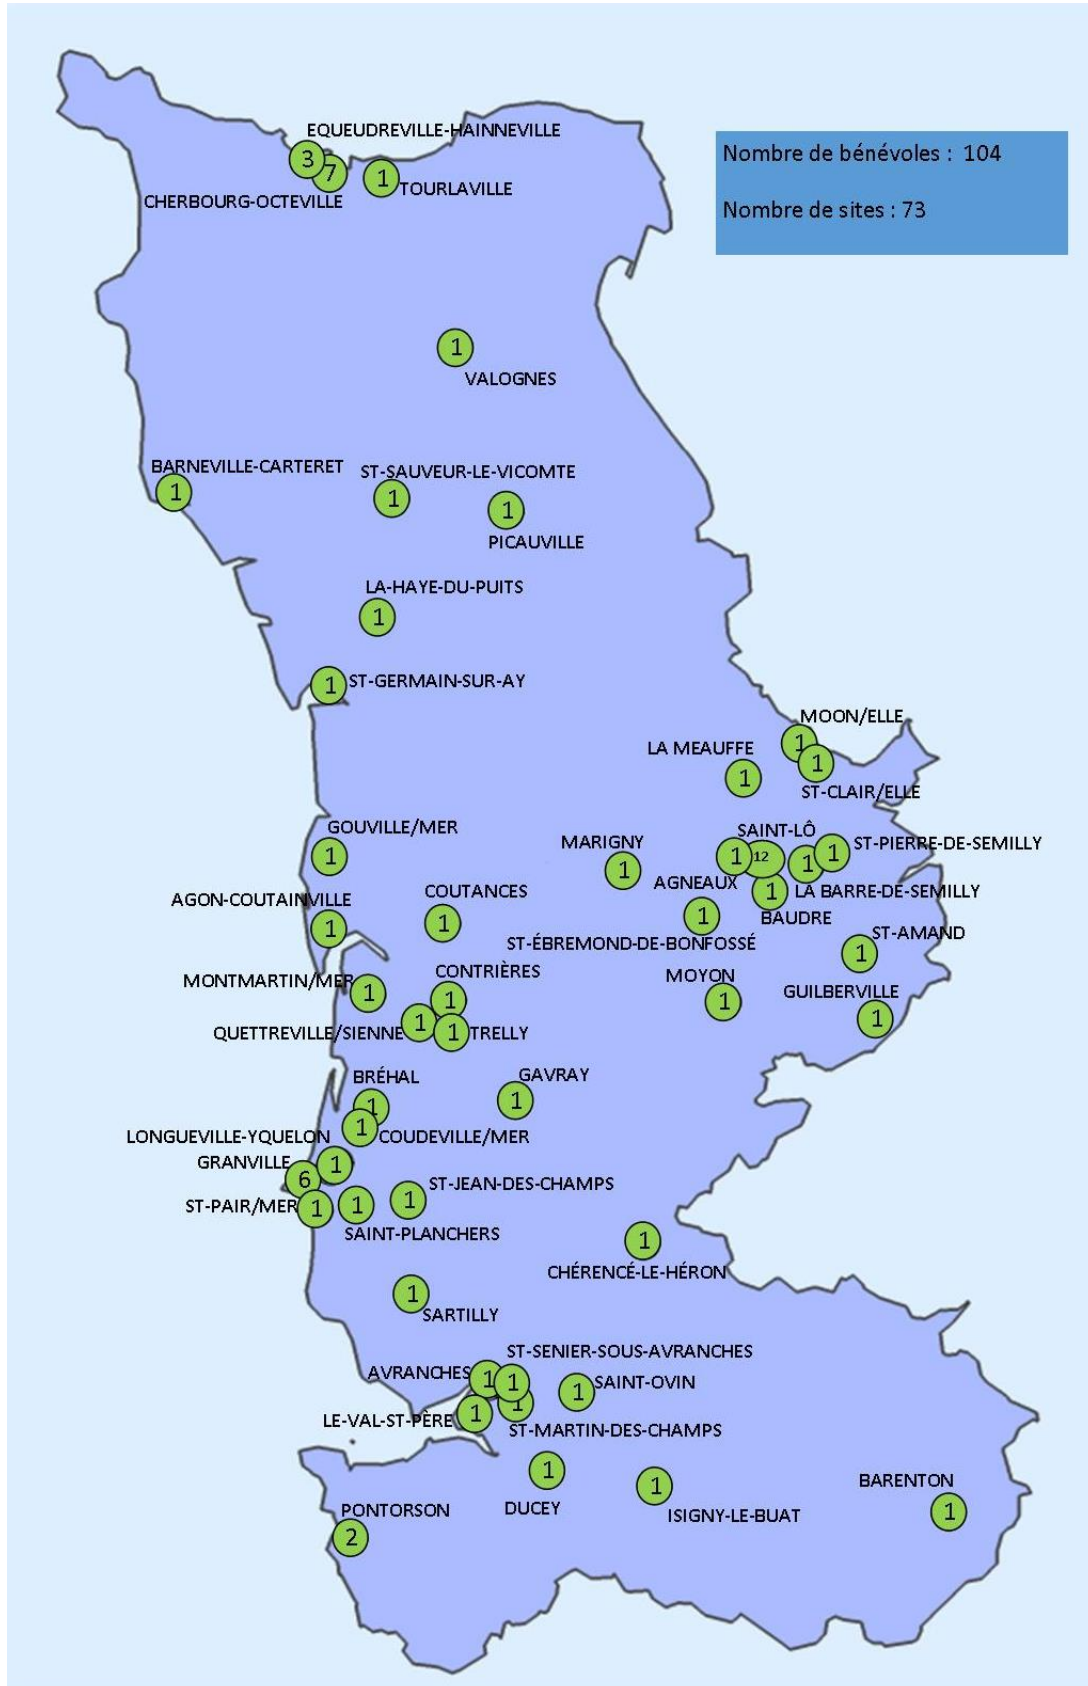 EQUEUDREVILLE-HAINNEVILLE
Nombre de bénévoles :  104
3
7
1
TOURLAVILLE
CHERBOURG-OCTEVILLE
Nombre de sites : 73
1
VALOGNES
BARNEVILLE-CARTERET
1
ST-SAUVEUR-LE-VICOMTE
1
1
PICAUVILLE
LA-HAYE-DU-PUITS
1
1
ST-GERMAIN-SUR-AY
MOON/ELLE
1
LA MEAUFFE
1
1
ST-CLAIR/ELLE
GOUVILLE/MER
1
MARIGNY
1
SAINT-LÔ
1
12
1
1
ST-PIERRE-DE-SEMILLY
AGNEAUX
1
LA BARRE-DE-SEMILLY
BAUDRE
AGON-COUTAINVILLE
1
COUTANCES
1
1
ST-ÉBREMOND-DE-BONFOSSÉ
ST-AMAND
1
MONTMARTIN/MER
1
CONTRIÈRES
1
MOYON
1
GUILBERVILLE
1
QUETTREVILLE/SIENNE
1
1
TRELLY
BRÉHAL
1
GAVRAY
1
1
COUDEVILLE/MER
LONGUEVILLE-YQUELON
1
GRANVILLE
6
ST-PAIR/MER
1
1
SAINT-PLANCHERS
1
ST-JEAN-DES-CHAMPS
1
CHÉRENCÉ-LE-HÉRON
1
SARTILLY
ST-SENIER-SOUS-AVRANCHES
AVRANCHES
1
1
1
SAINT-OVIN
LE-VAL-ST-PÈRE
1
1
ST-MARTIN-DES-CHAMPS
1
DUCEY
1
ISIGNY-LE-BUAT
BARENTON
1
PONTORSON
2